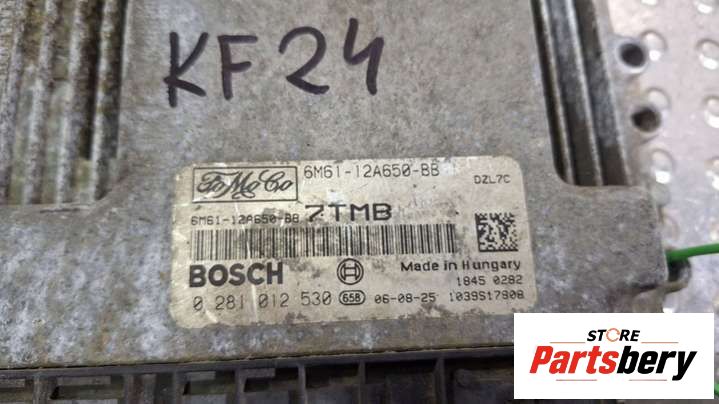 KF24
FoMoCo
6M61-12A650-BB
DZL7C
6M61-12A650-BB 7TMB
BOSCH
Made in Hungary
1845 0282
0 281 012 530 658 06-08-25 1039S17908
STORE
Partsbery